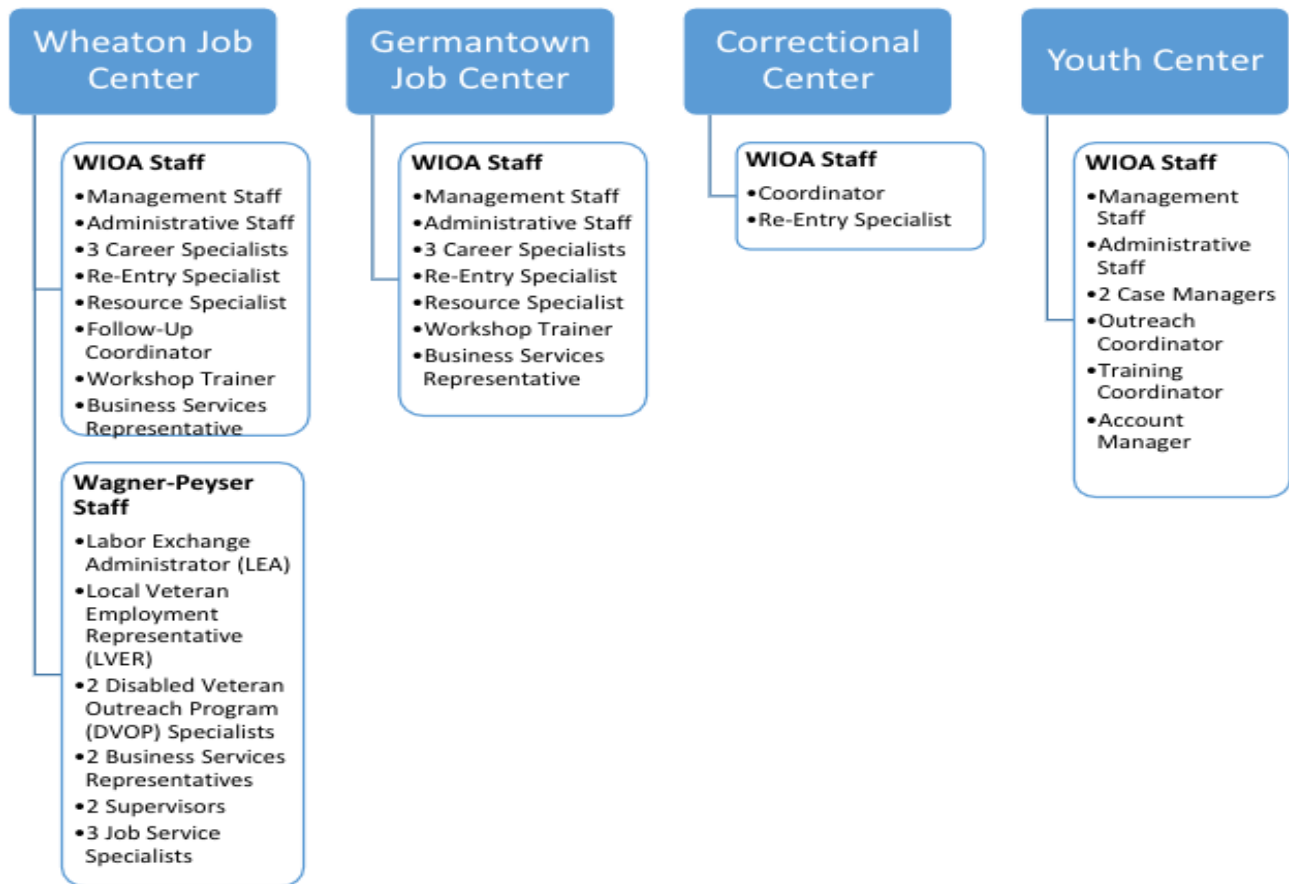 Wheaton Job
Center
WIOA Staff
•Management Staff
•Administrative Staff
•3 Career Specialists
•Re-Entry Specialist
•Resource Specialist
•Follow-Up
Coordinator
•Workshop Trainer
•Business Services
Representative
Wagner-Peyser
Staff
•Labor Exchange
Administrator (LEA)
•Local Veteran
Employment
Representative
(LVER)
•2 Disabled Veteran
Outreach Program
(DVOP) Specialists
•2 Business Services
Representatives
•2 Supervisors
•3 Job Service
Specialists
Germantown
Job Center
WIOA Staff
•Management Staff
•Administrative Staff
•3 Career Specialists
•Re-Entry Specialist
•Resource Specialist
•Workshop Trainer
•Business Services
Representative
Correctional
Center
WIOA Staff
•Coordinator
•Re-Entry Specialist
Youth Center
WIOA Staff
•Management
Staff
•Administrative
Staff
•2 Case Managers
•Outreach
Coordinator
•Training
Coordinator
•Account
Manager